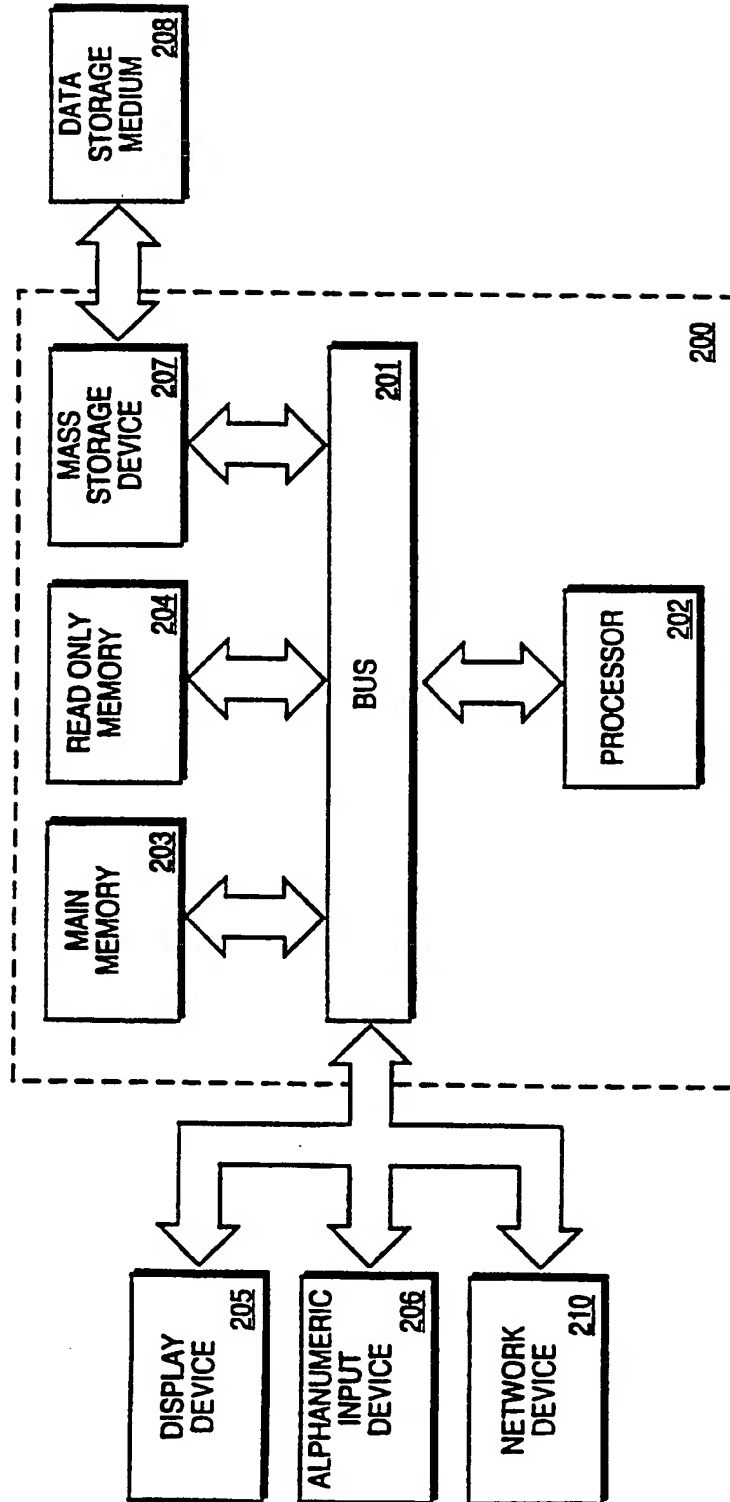 DISPLAY
DEVICE
205
ALPHANUMERIC
INPUT
DEVICE
206
NETWORK
DEVICE
210
MAIN
MEMORY
203
READ ONLY
MEMORY
204
MASS
STORAGE
DEVICE
207
DATA
STORAGE
MEDIUM
208
BUS
201
PROCESSOR
202
200